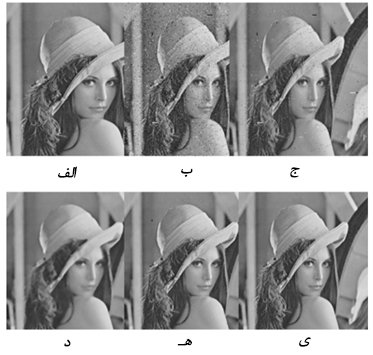 الف ب ج
د هـ ی